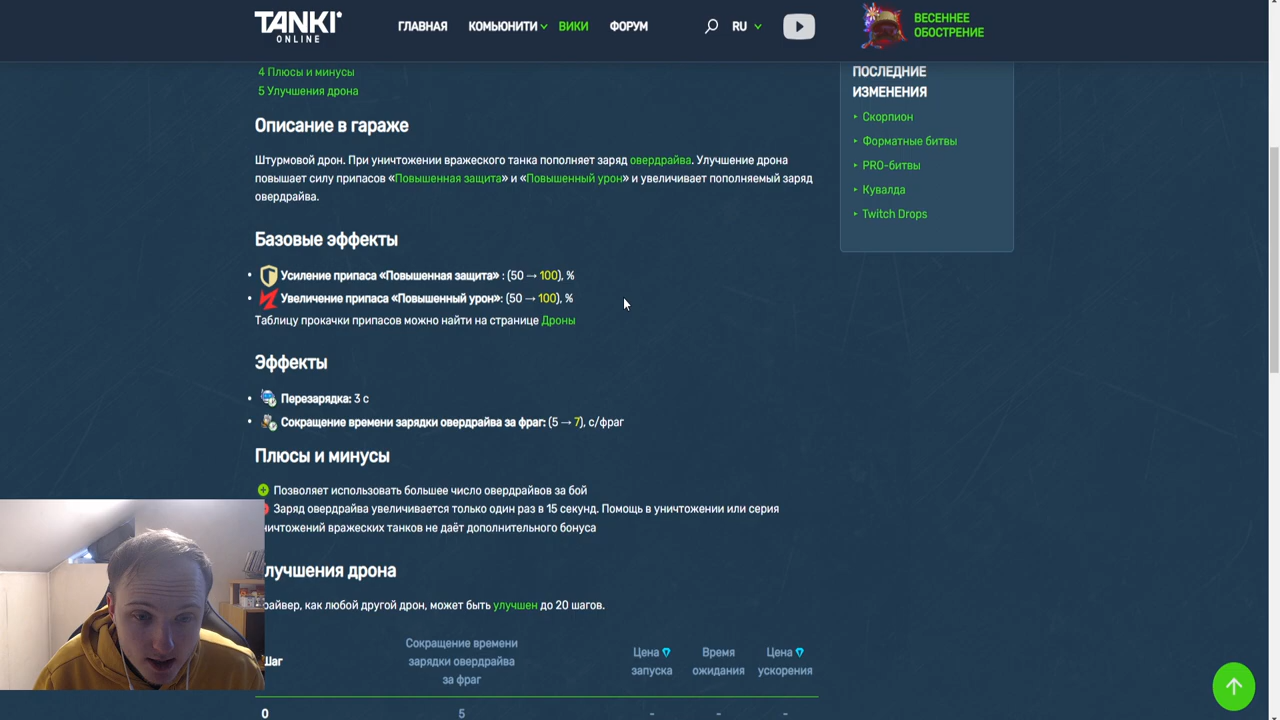 TANKI
ONLINE
ГЛАВНАЯ
КОМЬЮНИТИ
ВИКИ
ФОРУМ
RU
ВЕСЕННЕЕ
ОБОСТРЕНИЕ
4 Плюсы и минусы
5 Улучшения дрона
Описание в гараже
Штурмовой дрон. При уничтожении вражеского танка пополняет заряд овердрайва. Улучшение дрона
повышает силу припасов «Повышенная защита» и «Повышенный урон» и увеличивает пополняемый заряд
овердрайва.
Базовые эффекты
Усиление припаса «Повышенная защита» : (50 → 100), %
Увеличение припаса «Повышенный урон»: (50 → 100), %
Таблицу прокачки припасов можно найти на странице Дроны
Эффекты
Перезарядка: 3 с
Сокращение времени зарядки овердрайва за фраг: (5 → 7), с/фраг
Плюсы и минусы
Позволяет использовать большее число овердрайвов за бой
Заряд овердрайва увеличивается только один раз в 15 секунд. Помощь в уничтожении или серия
ничтожений вражеских танков не даёт дополнительного бонуса
лучшения дрона
райвер, как любой другой дрон, может быть улучшен до 20 шагов.
Шаг
Сокращение времени
зарядки овердрайва
за фраг
Цена
запуска
Время
ожидания
Цена
ускорения
0
5
-
-
-
ПОСЛЕДНИЕ
ИЗМЕНЕНИЯ
Скорпион
Форматные битвы
PRO-битвы
Кувалда
Twitch Drops